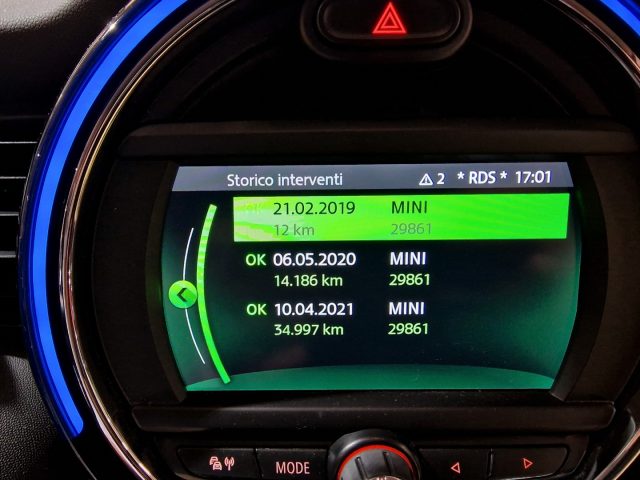 Storico interventi 2 * RDS * 17:01
OK 21.02.2019 MINI
12 km 29861
OK 06.05.2020 MINI
14.186 km 29861
OK 10.04.2021 MINI
34.997 km 29861
MODE